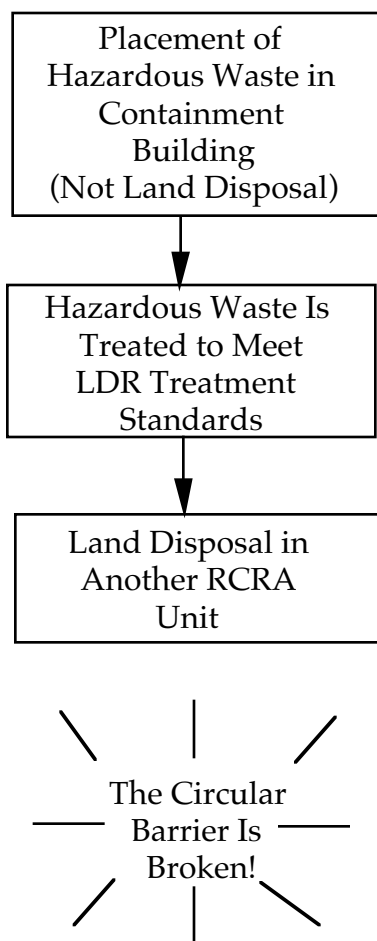 Placement of
Hazardous Waste in
Containment
Building
(Not Land Disposal)
Hazardous Waste Is
Treated to Meet
LDR Treatment
Standards
Land Disposal in
Another RCRA
Unit
The Circular
Barrier Is
Broken!